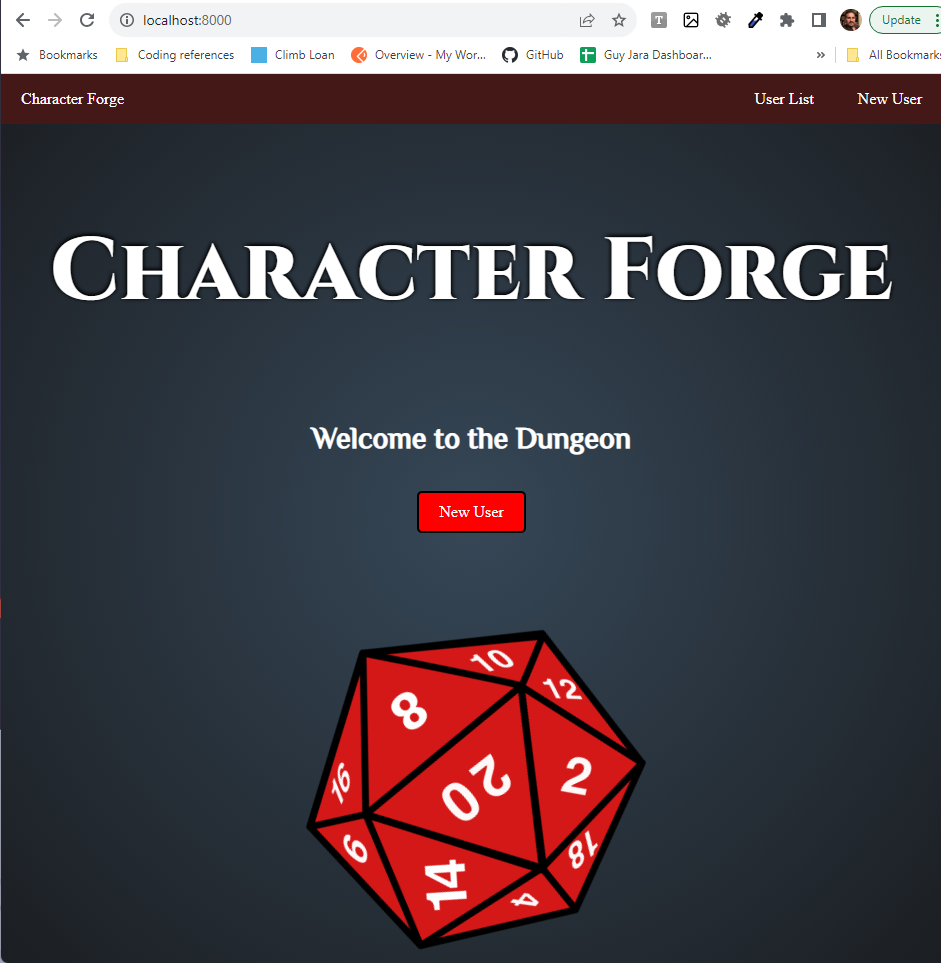 localhost:8000
T
Update
Bookmarks Coding references Climb Loan Overview - My Wor... GitHub Guy Jara Dashboar... » All Bookmarks
Character Forge User List New User
Character Forge
Welcome to the Dungeon
New User
10
12
8
20
2
16
6
14
18
4